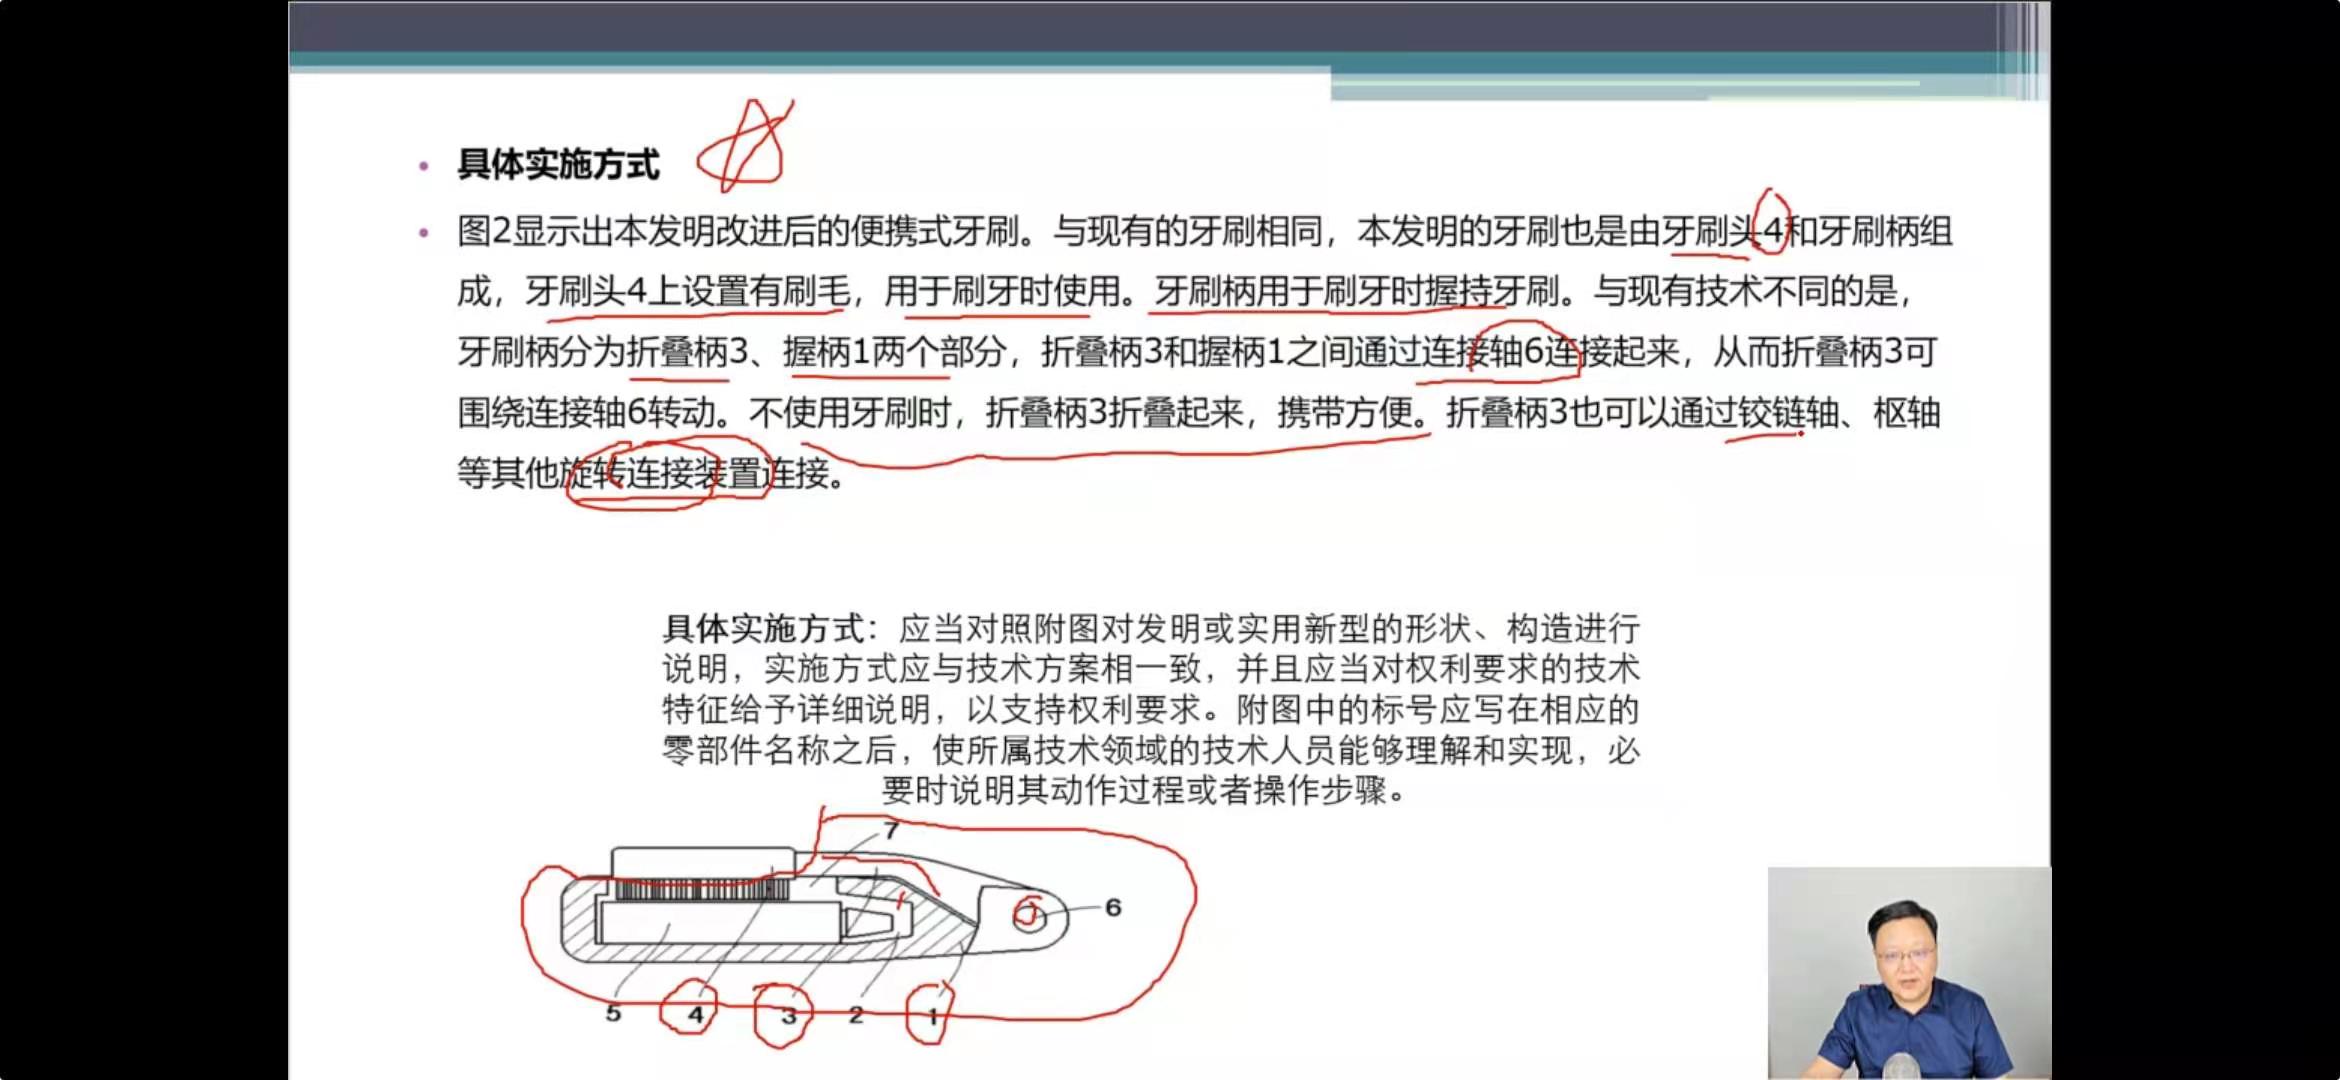 具体实施方式
图2显示出本发明改进后的便携式牙刷。与现有的牙刷相同，本发明的牙刷也是由牙刷头4和牙刷柄组
成，牙刷头4上设置有刷毛，用于刷牙时使用。牙刷柄用于刷牙时握持牙刷。与现有技术不同的是，
牙刷柄分为折叠柄3、握柄1两个部分，折叠柄3和握柄1之间通过连接轴6连接起来，从而折叠柄3可
围绕连接轴6转动。不使用牙刷时，折叠柄3折叠起来，携带方便。折叠柄3也可以通过铰链轴、枢轴
等其他旋转连接装置连接。
具体实施方式：应当对照附图对发明或实用新型的形状、构造进行
说明，实施方式应与技术方案相一致，并且应当对权利要求的技术
特征给予详细说明，以支持权利要求。附图中的标号应写在相应的
零部件名称之后，使所属技术领域的技术人员能够理解和实现，必
要时说明其动作过程或者操作步骤。
7
6
5 4 3 2 1